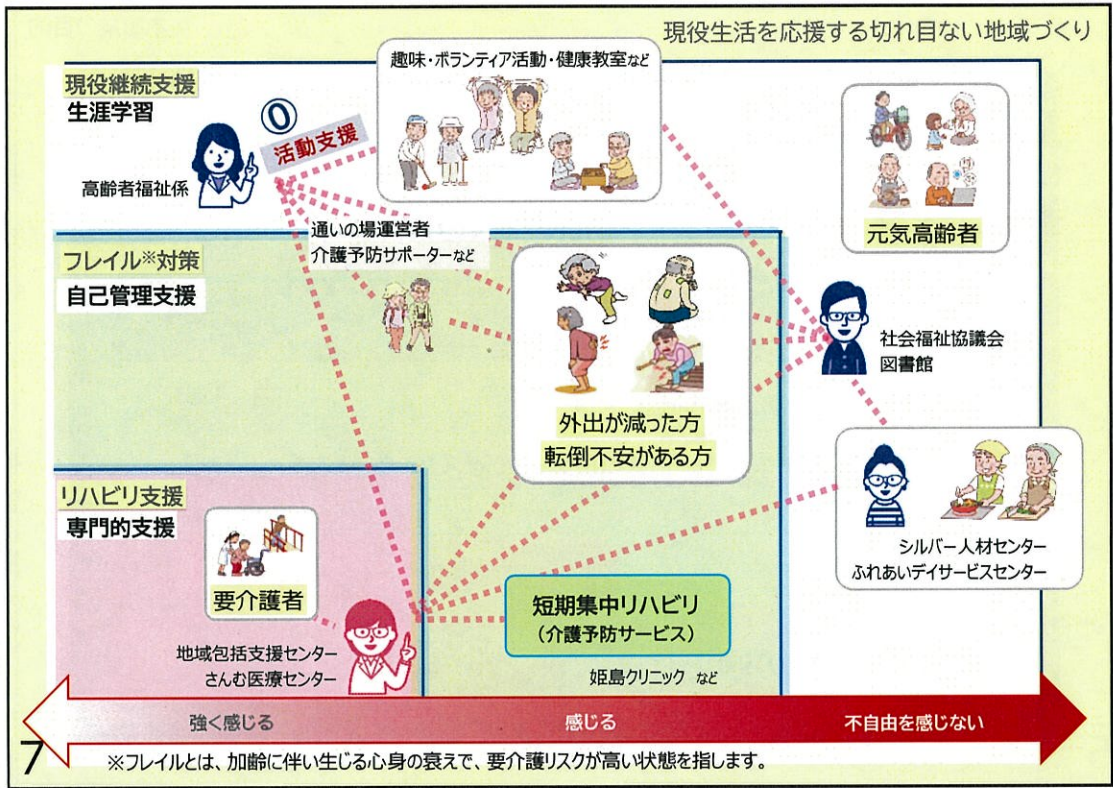 現役生活を応援する切れ目ない地域づくり
現役継続支援
生涯学習
⓪
活動支援
高齢者福祉係
趣味・ボランティア活動・健康教室など
元気高齢者
通いの場運営者
介護予防サポーターなど
フレイル※対策
自己管理支援
外出が減った方
転倒不安がある方
社会福祉協議会
図書館
リハビリ支援
専門的支援
要介護者
地域包括支援センター
さんむ医療センター
短期集中リハビリ
（介護予防サービス）
姫島クリニック など
シルバー人材センター
ふれあいデイサービスセンター
強く感じる
感じる
不自由を感じない
7
※フレイルとは、加齢に伴い生じる心身の衰えで、要介護リスクが高い状態を指します。